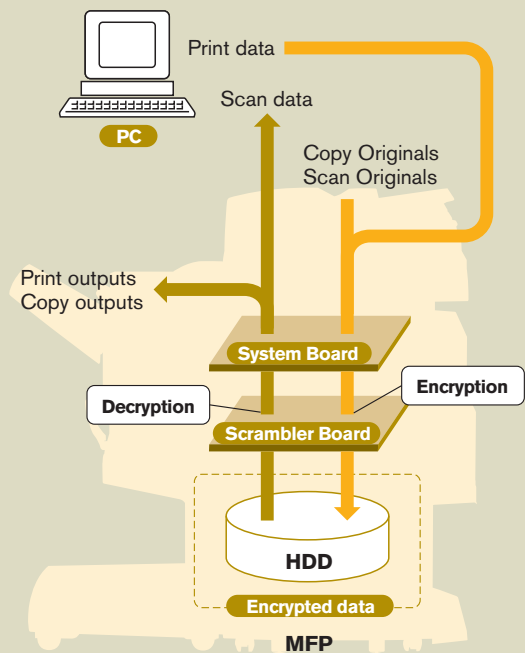 Print data
PC
Scan data
Copy Originals
Scan Originals
Print outputs
Copy outputs
System Board
Decryption
Encryption
Scrambler Board
HDD
Encrypted data
MFP